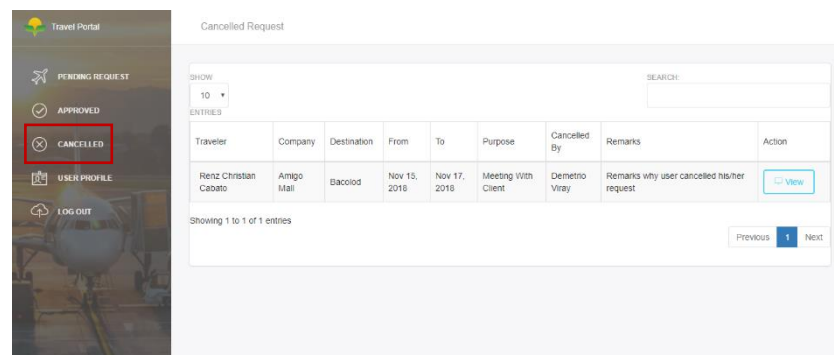 Travel Portal
Cancelled Request
PENDING REQUEST
APPROVED
CANCELLED
USER PROFILE
LOG OUT
SHOW
10
ENTRIES
SEARCH:
Traveler Company Destination From To Purpose Cancelled By Remarks Action
Renz Christian Cabato Amigo Mall Bacolod Nov 15, 2018 Nov 17, 2018 Meeting With Client Demetrio Viray Remarks why user cancelled his/her request View
Showing 1 to 1 of 1 entries
Previous 1 Next